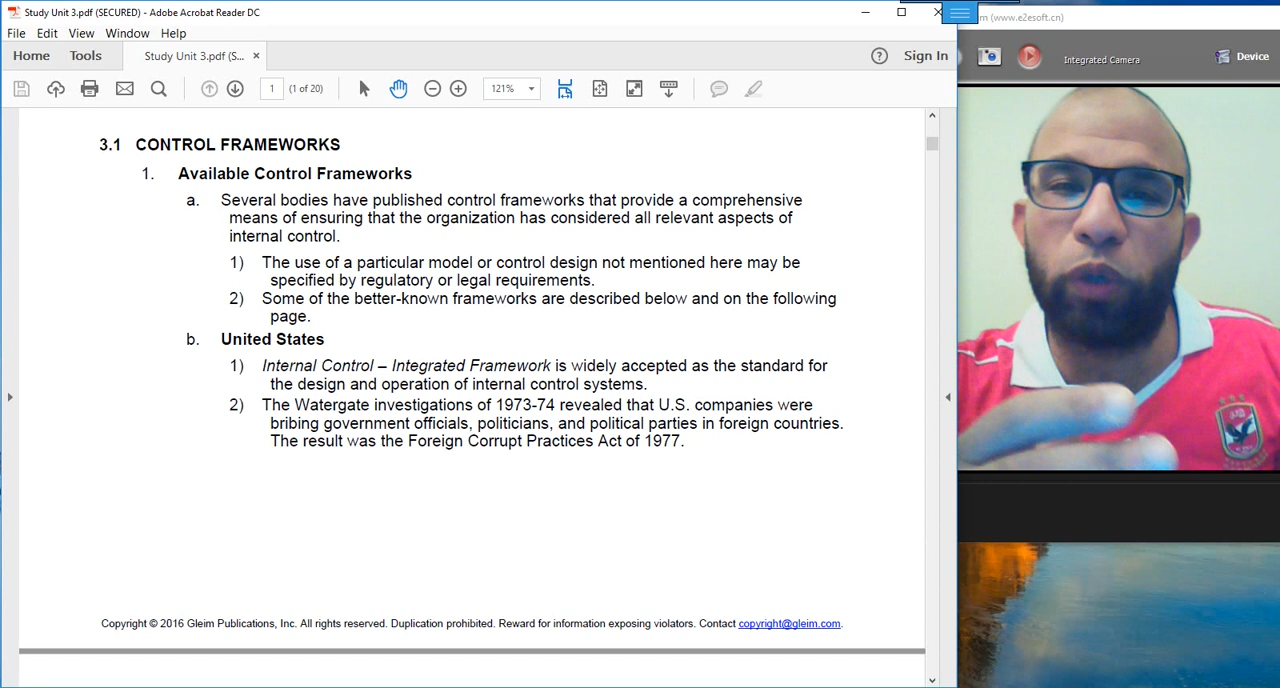 Study Unit 3.pdf (SECURED) - Adobe Acrobat Reader DC
m (www.e2esoft.cn)
File Edit View Window Help
Home Tools Study Unit 3.pdf (S... × Sign In
Integrated Camera Device
1 (1 of 20) 121%
3.1 CONTROL FRAMEWORKS
1. Available Control Frameworks
a. Several bodies have published control frameworks that provide a comprehensive
means of ensuring that the organization has considered all relevant aspects of
internal control.
1) The use of a particular model or control design not mentioned here may be
specified by regulatory or legal requirements.
2) Some of the better-known frameworks are described below and on the following
page.
b. United States
1) Internal Control – Integrated Framework is widely accepted as the standard for
the design and operation of internal control systems.
2) The Watergate investigations of 1973-74 revealed that U.S. companies were
bribing government officials, politicians, and political parties in foreign countries.
The result was the Foreign Corrupt Practices Act of 1977.
Copyright © 2016 Gleim Publications, Inc. All rights reserved. Duplication prohibited. Reward for information exposing violators. Contact copyright@gleim.com.